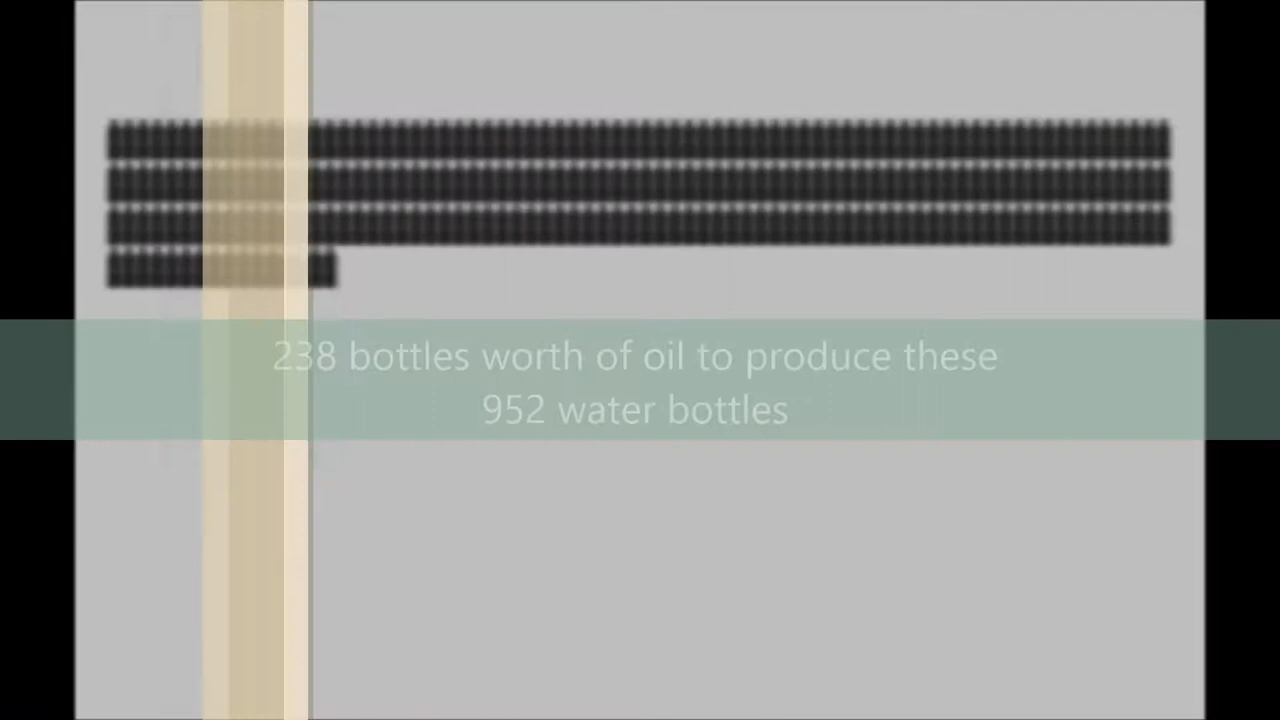 238 bottles worth of oil to produce these
952 water bottles